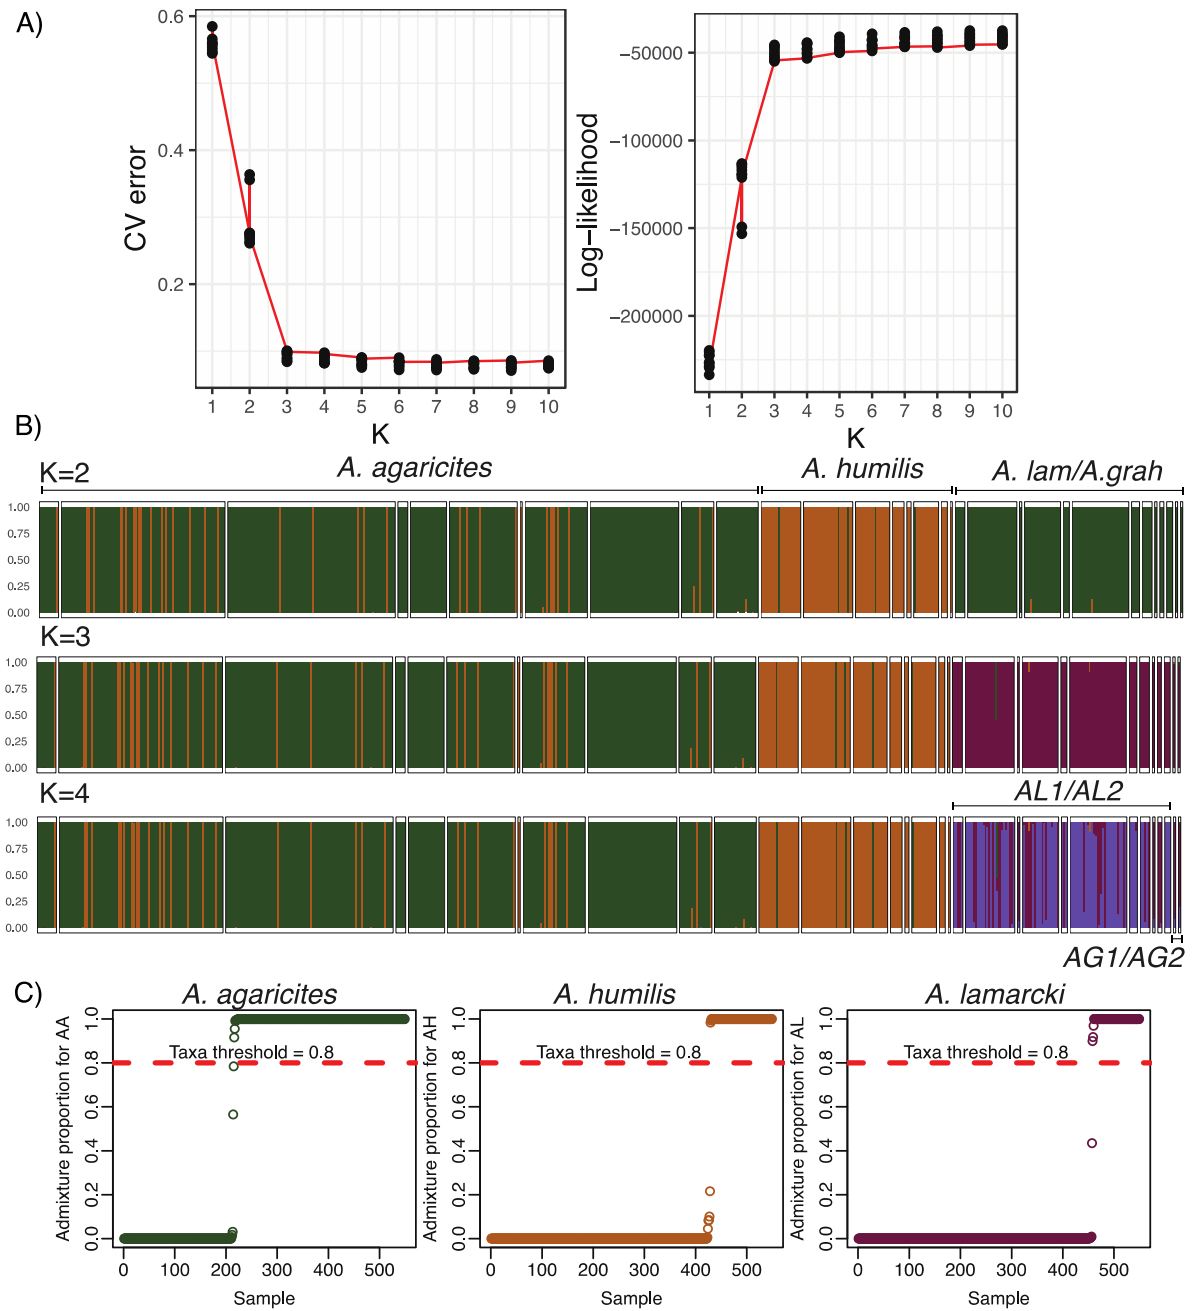 A)
0.6
0.4
0.2
CV error
1 2 3 4 5 6 7 8 9 10
K
−50000
−100000
−150000
−200000
Log−likelihood
1 2 3 4 5 6 7 8 9 10
K
B)
K=2
A. agaricites
A. humilis
A. lam/A.grah
1.00
0.75
0.50
0.25
0.00
K=3
1.00
0.75
0.50
0.25
0.00
K=4
AL1/AL2
1.00
0.75
0.50
0.25
0.00
AG1/AG2
C)
A. agaricites
Admixture proportion for AA
1.0
0.8
0.6
0.4
0.2
0.0
Taxa threshold = 0.8
0 100 200 300 400 500
Sample
A. humilis
Admixture proportion for AH
1.0
0.8
0.6
0.4
0.2
0.0
Taxa threshold = 0.8
0 100 200 300 400 500
Sample
A. lamarcki
Admixture proportion for AL
1.0
0.8
0.6
0.4
0.2
0.0
Taxa threshold = 0.8
0 100 200 300 400 500
Sample